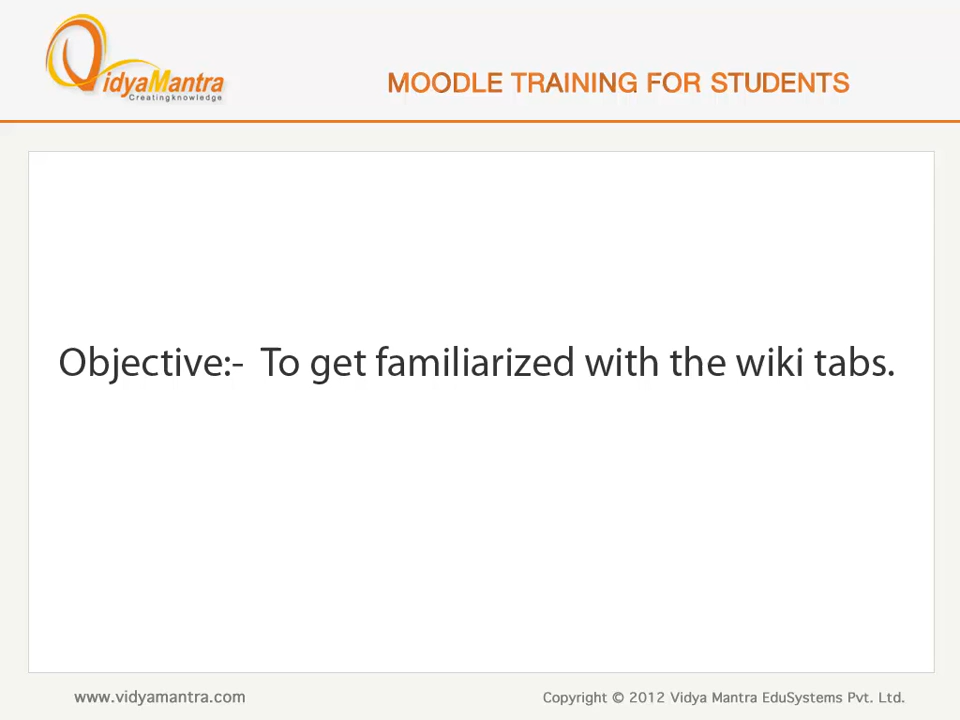 VidyaMantra
Creatingknowledge
MOODLE TRAINING FOR STUDENTS
Objective:- To get familiarized with the wiki tabs.
www.vidyamantra.com
Copyright © 2012 Vidya Mantra EduSystems Pvt. Ltd.